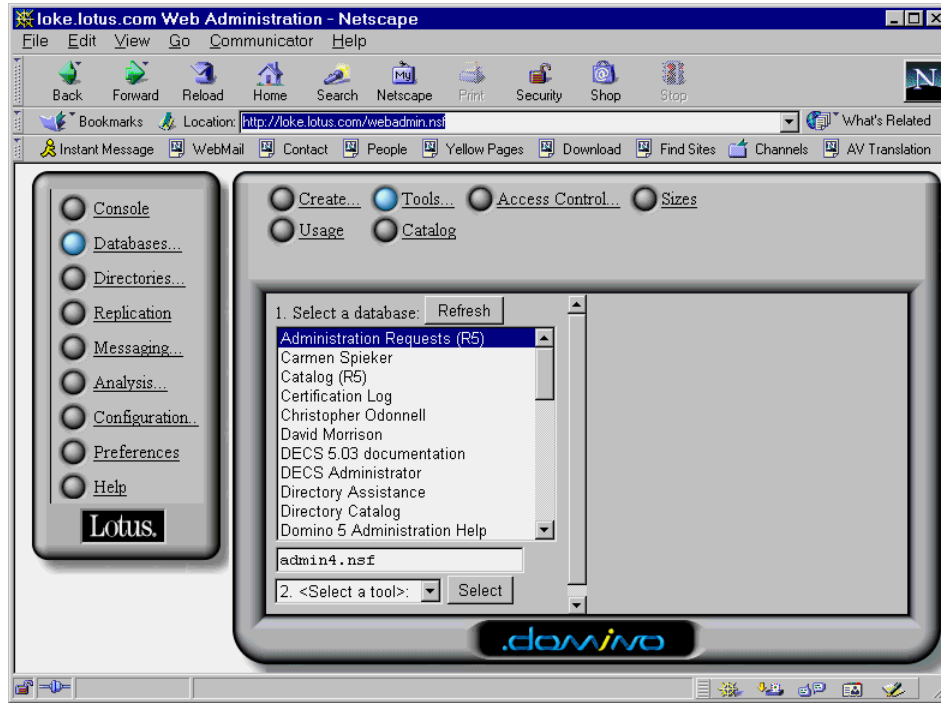 loke.lotus.com Web Administration - Netscape
File Edit View Go Communicator Help
Back Forward Reload Home Search Netscape Print Security Shop Stop
My
N
Bookmarks Location: http://loke.lotus.com/webadmin.nsf What's Related
Instant Message WebMail Contact People Yellow Pages Download Find Sites Channels AV Translation
Console
Databases...
Directories...
Replication
Messaging...
Analysis...
Configuration..
Preferences
Help
Lotus.
Create... Tools... Access Control... Sizes
Usage Catalog
1. Select a database: Refresh
Administration Requests (R5)
Carmen Spieker
Catalog (R5)
Certification Log
Christopher Odonnell
David Morrison
DECS 5.03 documentation
DECS Administrator
Directory Assistance
Directory Catalog
Domino 5 Administration Help
admin4.nsf
2. <Select a tool>: Select
.domino